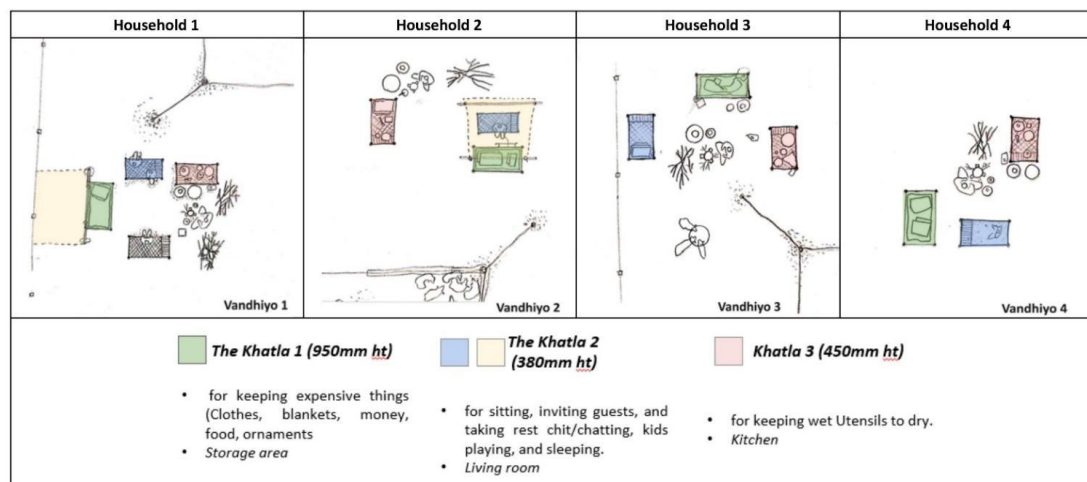 Household 1
Household 2
Household 3
Household 4
Vandhiyo 1
Vandhiyo 2
Vandhiyo 3
Vandhiyo 4
The Khatla 1 (950mm ht)
• for keeping expensive things
(Clothes, blankets, money,
food, ornaments
• Storage area
The Khatla 2
(380mm ht)
• for sitting, inviting guests, and
taking rest chit/chatting, kids
playing, and sleeping.
• Living room
Khatla 3 (450mm ht)
• for keeping wet Utensils to dry.
• Kitchen